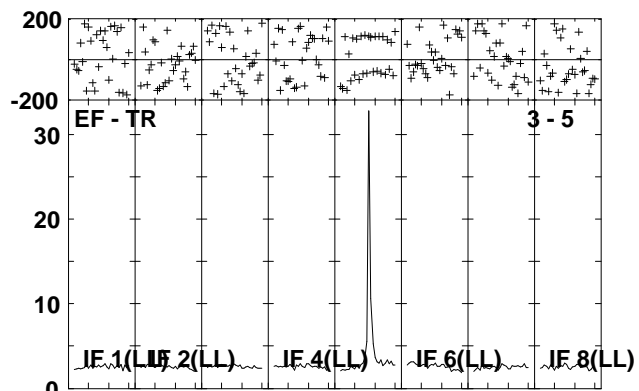 200
-200
EF - TR
3 - 5
30
20
10
0
IF 1(LL)
IF 2(LL)
IF 4(LL)
IF 6(LL)
IF 8(LL)